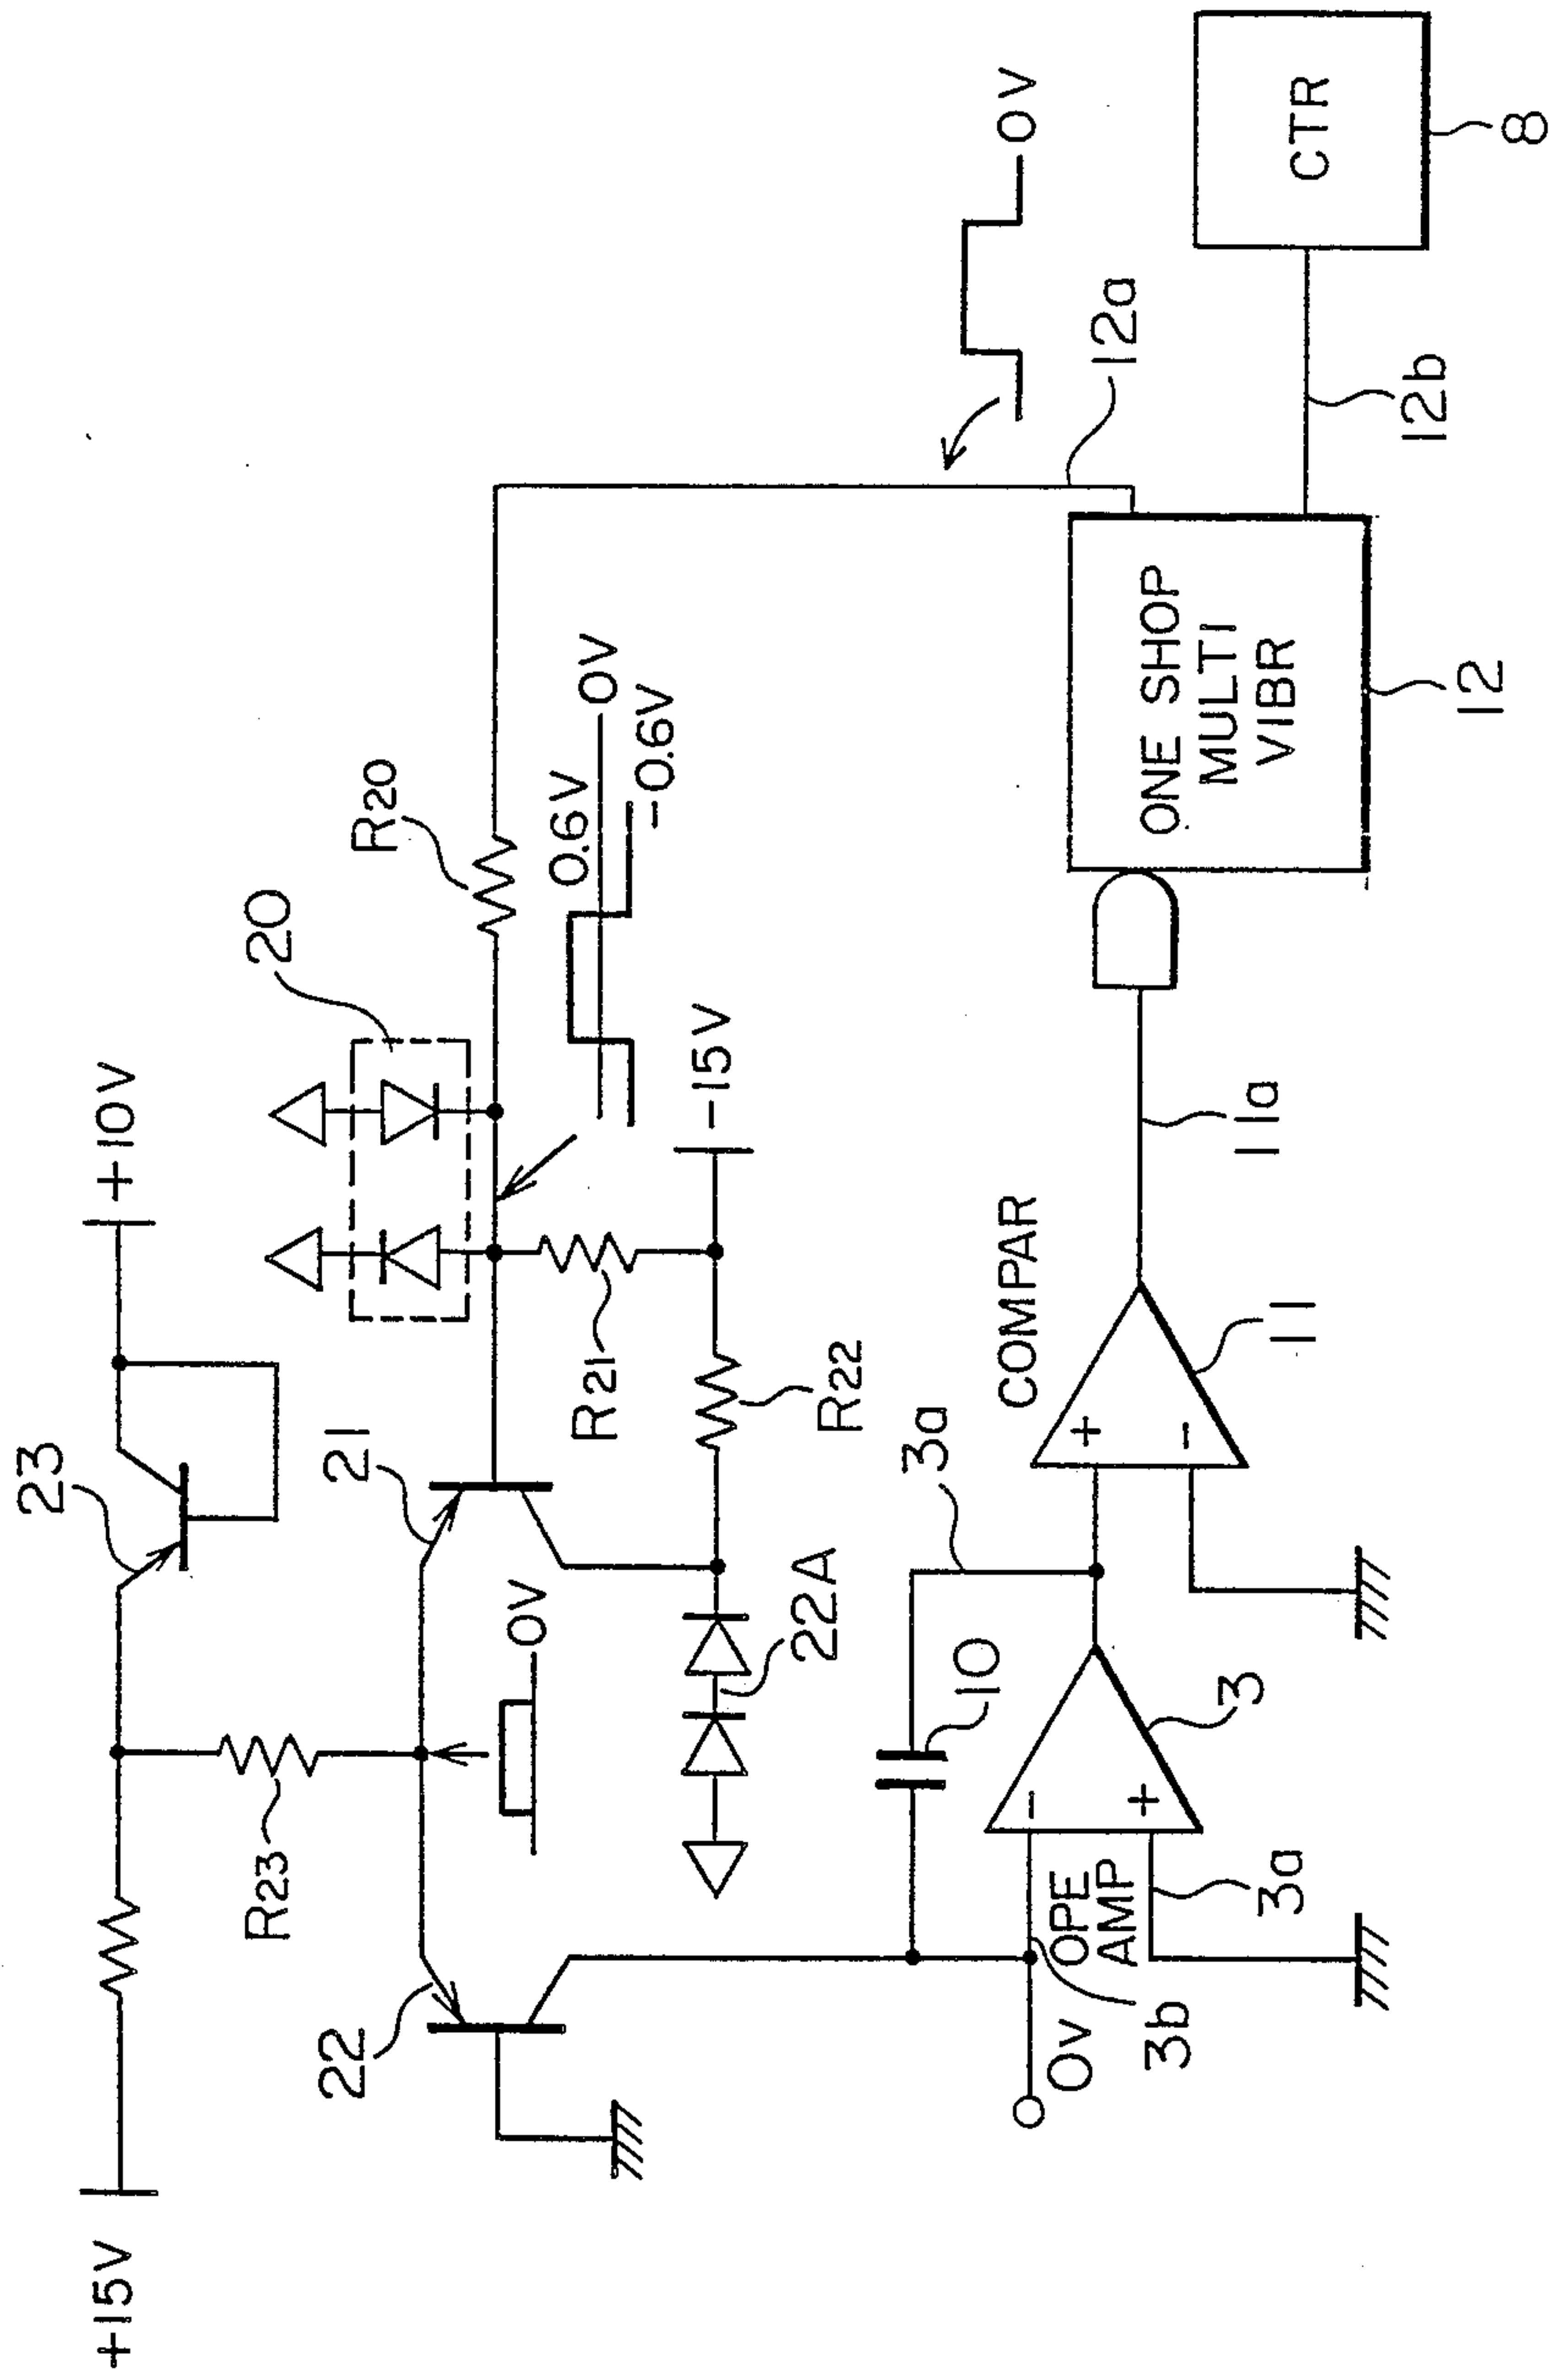 +15V
23
+10V
R23
22
21
20
R20
0V
0.6V
0V
-0.6V
R21
-15V
R22
22A
0V
12a
10
3a
COMPAR
0V
3b
OPE
AMP
3a
3
+
-
-
+
11
11a
ONE SHOP
MULTI
VIBR
12
12b
CTR
8